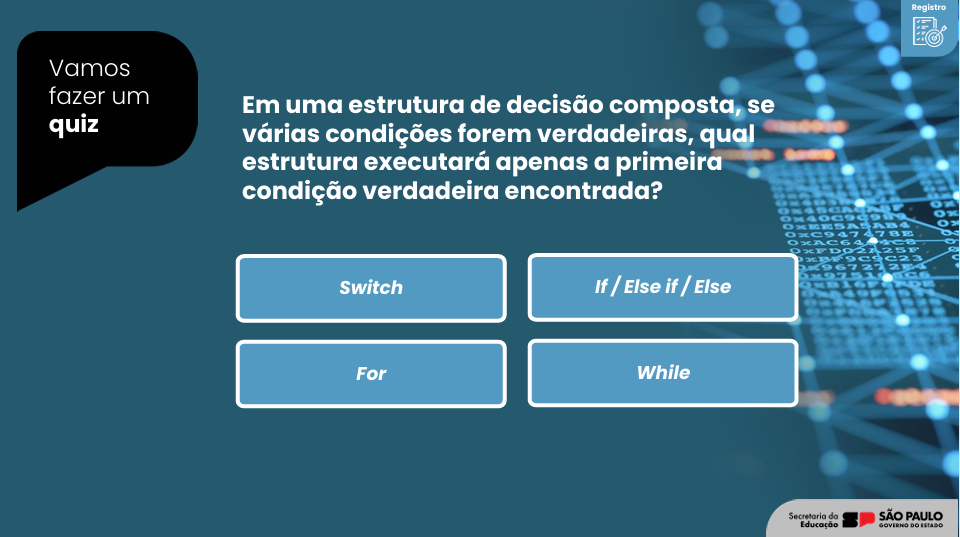 Registro
Vamos
fazer um
quiz
Em uma estrutura de decisão composta, se
várias condições forem verdadeiras, qual
estrutura executará apenas a primeira
condição verdadeira encontrada?
Switch
If / Else if / Else
For
While
Secretaria da
Educação
SP
SÃO PAULO
GOVERNO DO ESTADO